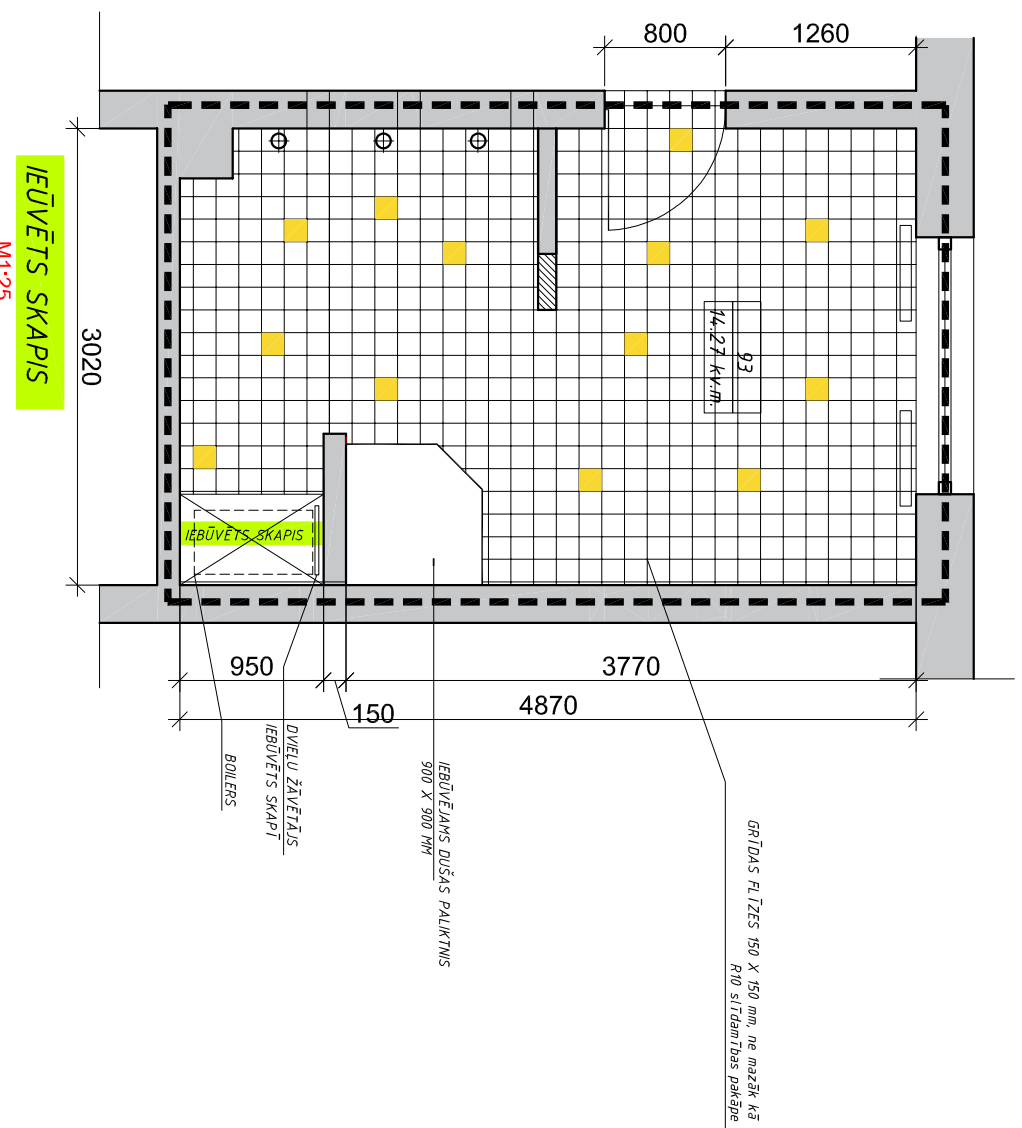 800
1260
IEŪVĒTS SKAPIS
M1:25
3020
93
14.27 kv.m.
IEBŪVĒTS SKAPIS
950
3770
150
4870
DVIEĻU ŽĀVĒTĀJS
IEBŪVĒTS SKAPĪ
BOILERS
IEBŪVĒJAMS DUŠAS PALIKTNIS
900 X 900 MM
GRĪDAS FLĪZES 150 X 150 mm, ne mazāk kā
R10 slīdamības pakāpe